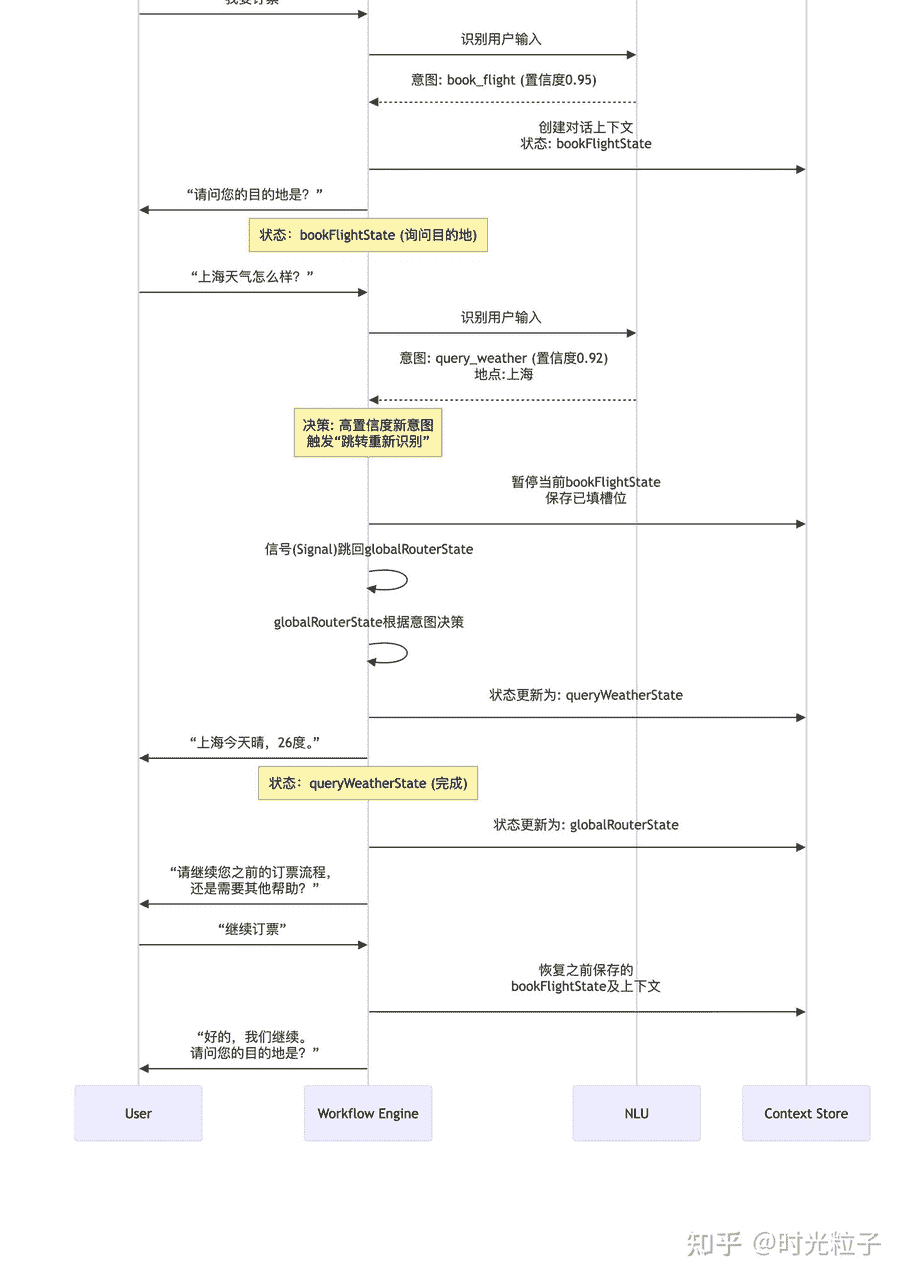 我要订票
识别用户输入
意图: book_flight (置信度0.95)
创建对话上下文
状态: bookFlightState
“请问您的目的地是？”
状态：bookFlightState (询问目的地)
“上海天气怎么样？”
识别用户输入
意图: query_weather (置信度0.92)
地点:上海
决策: 高置信度新意图
触发“跳转重新识别”
暂停当前bookFlightState
保存已填槽位
信号(Signal)跳回globalRouterState
globalRouterState根据意图决策
状态更新为: queryWeatherState
“上海今天晴，26度。”
状态：queryWeatherState (完成)
状态更新为: globalRouterState
“请继续您之前的订票流程，
还是需要其他帮助？”
“继续订票”
恢复之前保存的
bookFlightState及上下文
“好的，我们继续。
请问您的目的地是？”
User
Workflow Engine
NLU
Context Store
知乎 @时光粒子